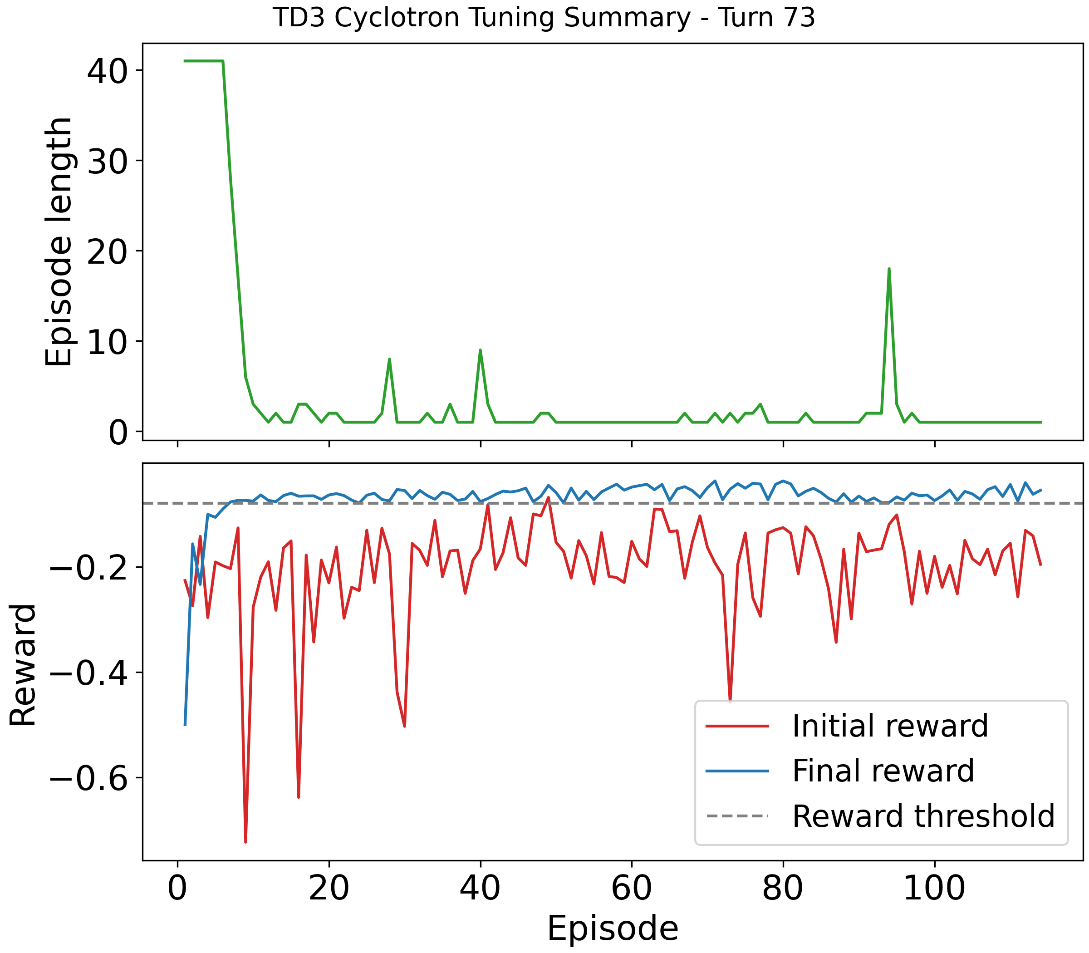 TD3 Cyclotron Tuning Summary - Turn 73
Episode length
40
30
20
10
0
Reward
−0.2
−0.4
−0.6
Initial reward
Final reward
Reward threshold
0 20 40 60 80 100
Episode